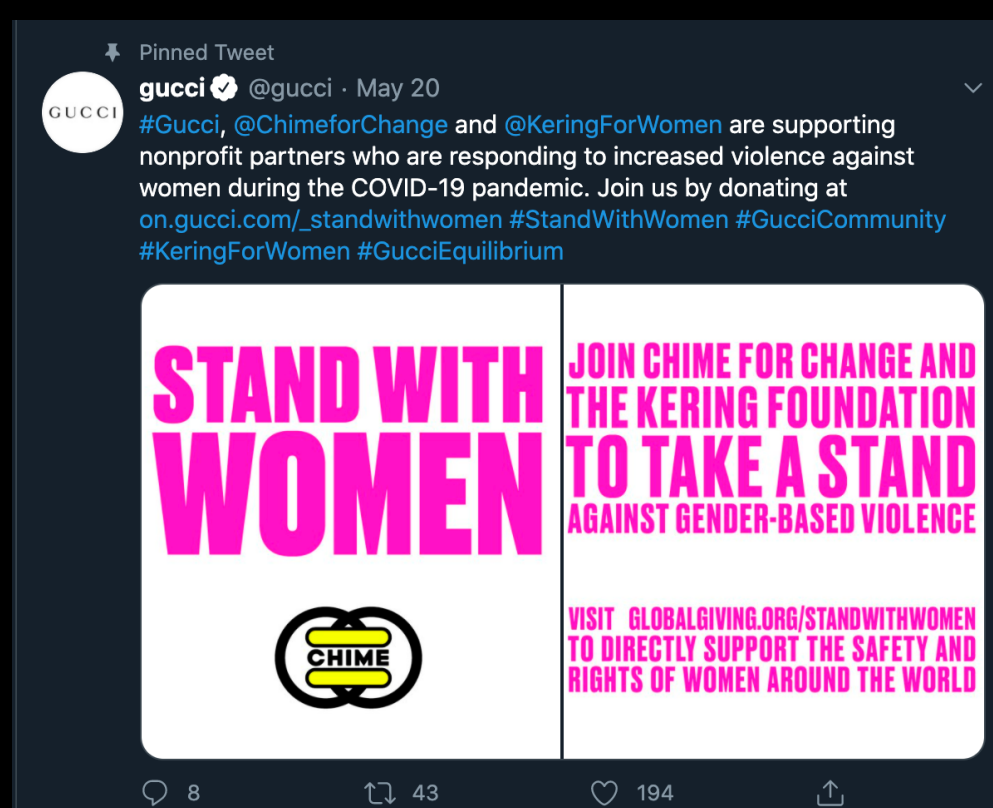 Pinned Tweet
gucci @gucci · May 20
GUCCI
#Gucci, @ChimeforChange and @KeringForWomen are supporting
nonprofit partners who are responding to increased violence against
women during the COVID-19 pandemic. Join us by donating at
on.gucci.com/_standwithwomen #StandWithWomen #GucciCommunity
#KeringForWomen #GucciEquilibrium
STAND WITH
WOMEN
CHIME
JOIN CHIME FOR CHANGE AND
THE KERING FOUNDATION
TO TAKE A STAND
AGAINST GENDER-BASED VIOLENCE
VISIT GLOBALGIVING.ORG/STANDWITHWOMEN
TO DIRECTLY SUPPORT THE SAFETY AND
RIGHTS OF WOMEN AROUND THE WORLD
8 43 194